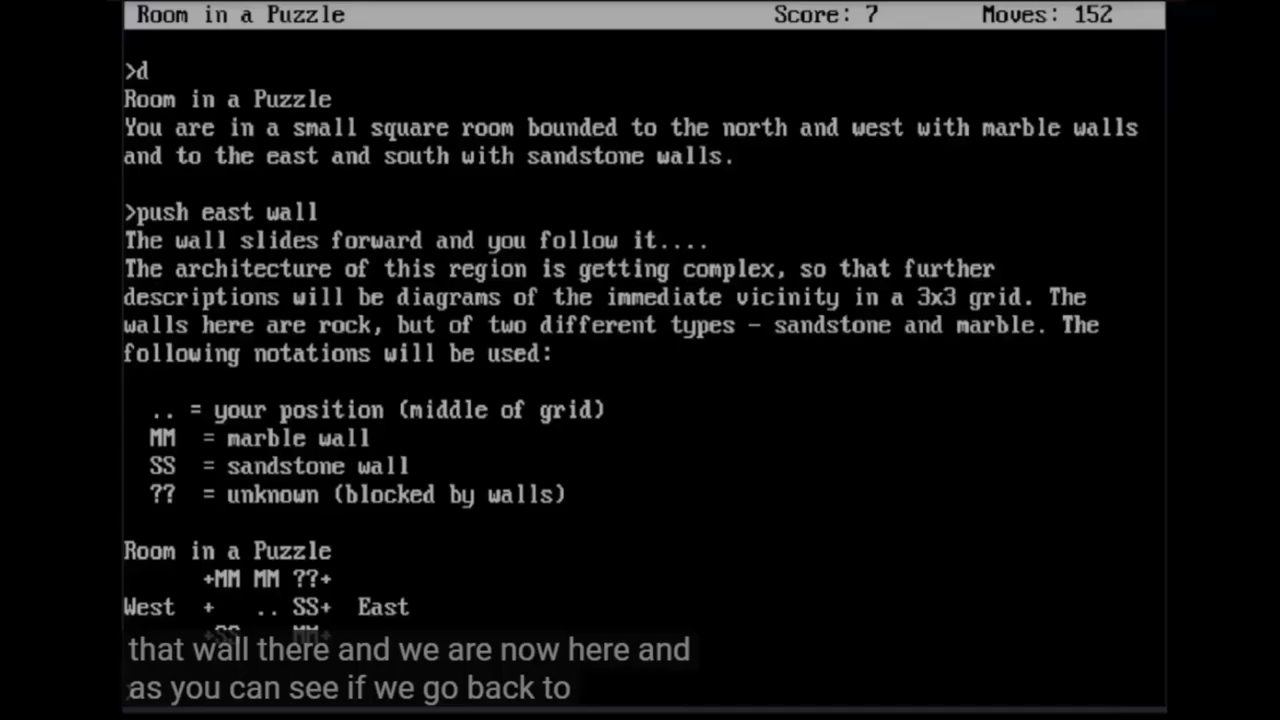 Room in a Puzzle Score: 7 Moves: 152
>d
Room in a Puzzle
You are in a small square room bounded to the north and west with marble walls
and to the east and south with sandstone walls.
>push east wall
The wall slides forward and you follow it....
The architecture of this region is getting complex, so that further
descriptions will be diagrams of the immediate vicinity in a 3x3 grid. The
walls here are rock, but of two different types - sandstone and marble. The
following notations will be used:
.. = your position (middle of grid)
MM = marble wall
SS = sandstone wall
?? = unknown (blocked by walls)
Room in a Puzzle
+MM MM ??+
West + .. SS+ East
+SS MM+
that wall there and we are now here and
as you can see if we go back to